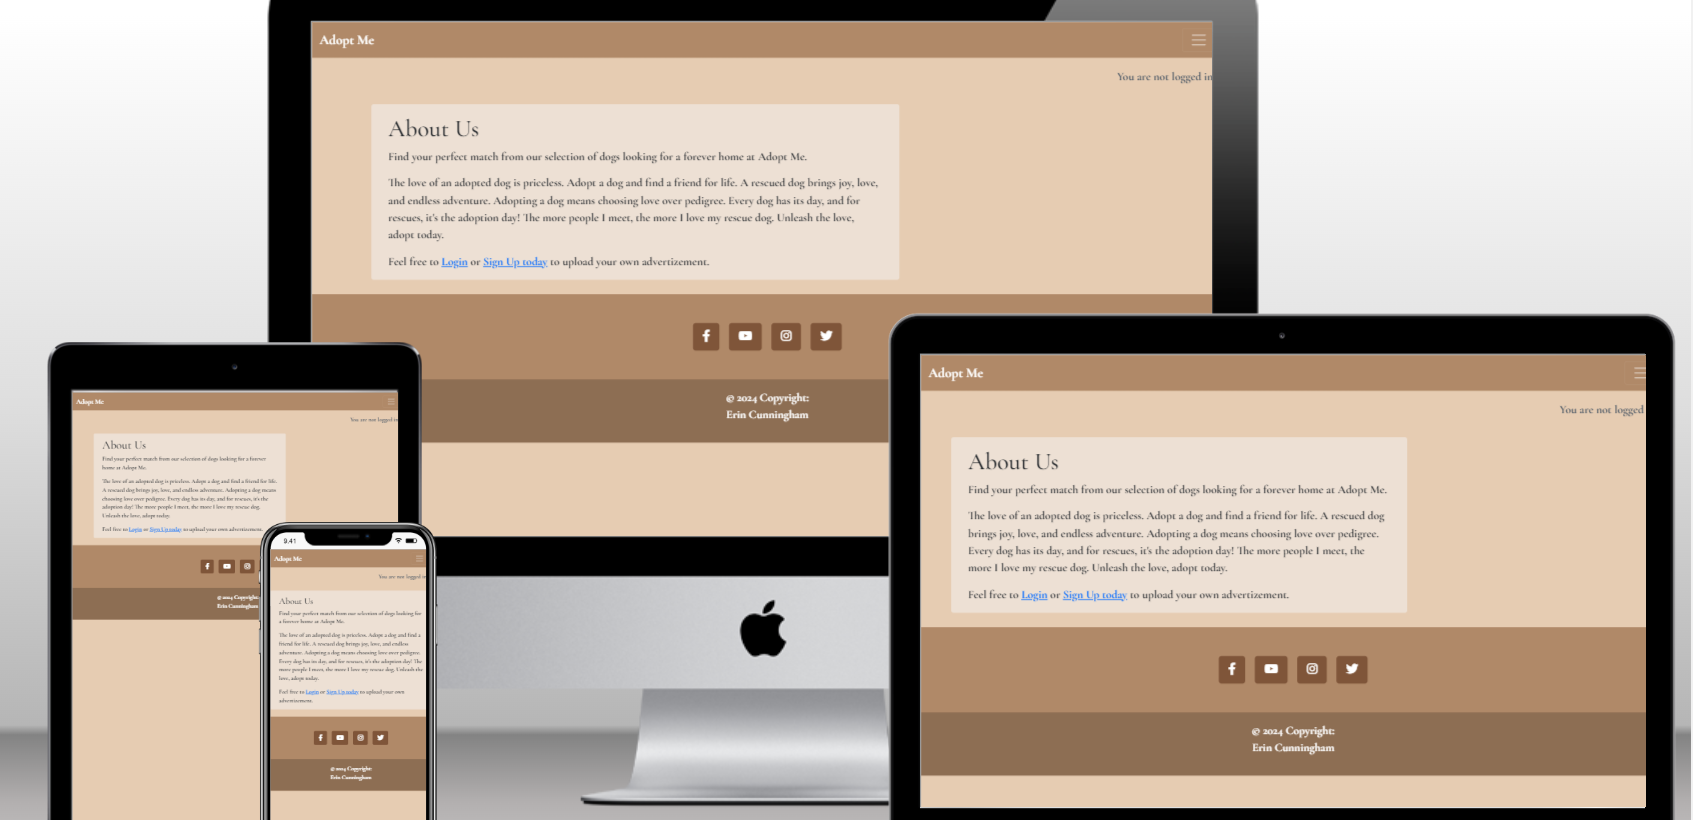 Adopt Me
You are not logged in
About Us
Find your perfect match from our selection of dogs looking for a forever home at Adopt Me.
The love of an adopted dog is priceless. Adopt a dog and find a friend for life. A rescued dog brings joy, love,
and endless adventure. Adopting a dog means choosing love over pedigree. Every dog has its day, and for
rescues, it's the adoption day! The more people I meet, the more I love my rescue dog. Unleash the love,
adopt today.
Feel free to Login or Sign Up today to upload your own advertizement.
© 2024 Copyright:
Erin Cunningham
Adopt Me
You are not logged in
About Us
Find your perfect match from our selection of dogs looking for a forever
home at Adopt Me.
The love of an adopted dog is priceless. Adopt a dog and find a friend for life.
A rescued dog brings joy, love, and endless adventure. Adopting a dog means
choosing love over pedigree. Every dog has its day, and for rescues, it's the
adoption day! The more people I meet, the more I love my rescue dog.
Unleash the love, adopt today.
Feel free to Login or Sign Up today to upload your own advertizement.
© 2024 Copyright:
Erin Cunningham
9:41
Adopt Me
You are not logged in
About Us
Find your perfect match from our selection of dogs looking for
a forever home at Adopt Me.
The love of an adopted dog is priceless. Adopt a dog and find a
friend for life. A rescued dog brings joy, love, and endless
adventure. Adopting a dog means choosing love over pedigree.
Every dog has its day, and for rescues, it's the adoption day! The
more people I meet, the more I love my rescue dog. Unleash the
love, adopt today.
Feel free to Login or Sign Up today to upload your own
advertizement.
© 2024 Copyright:
Erin Cunningham
Adopt Me
You are not logged
About Us
Find your perfect match from our selection of dogs looking for a forever home at Adopt Me.
The love of an adopted dog is priceless. Adopt a dog and find a friend for life. A rescued dog
brings joy, love, and endless adventure. Adopting a dog means choosing love over pedigree.
Every dog has its day, and for rescues, it's the adoption day! The more people I meet, the
more I love my rescue dog. Unleash the love, adopt today.
Feel free to Login or Sign Up today to upload your own advertizement.
© 2024 Copyright:
Erin Cunningham